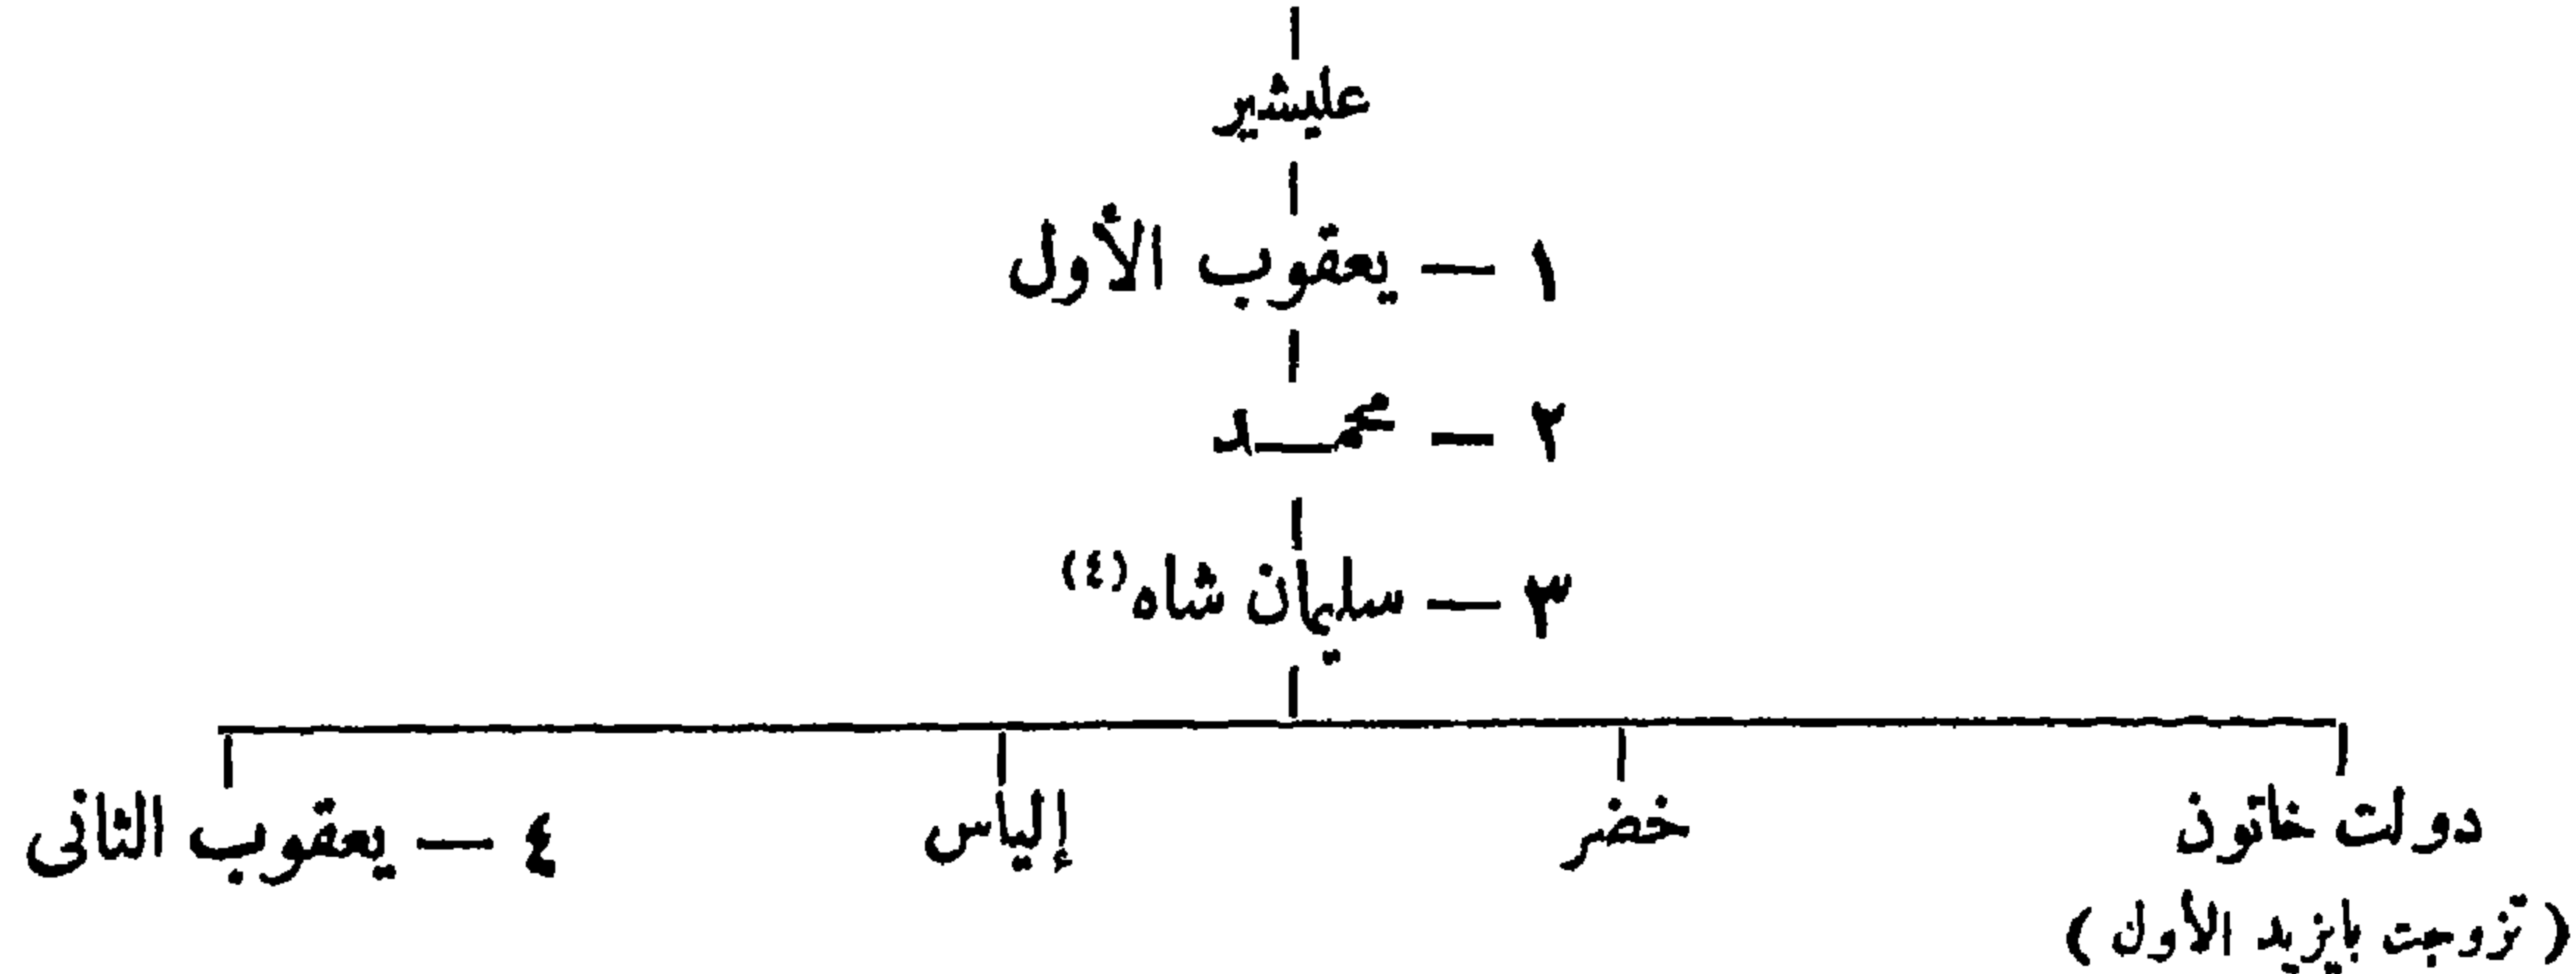 عليشير
١ — يعقوب الأول
٢ — محمد
٣ — سليمان شاه (٤)
دولت خاتون
خضر
إلياس
٤ — يعقوب الثانى
( تزوجت بايزيد الأول )